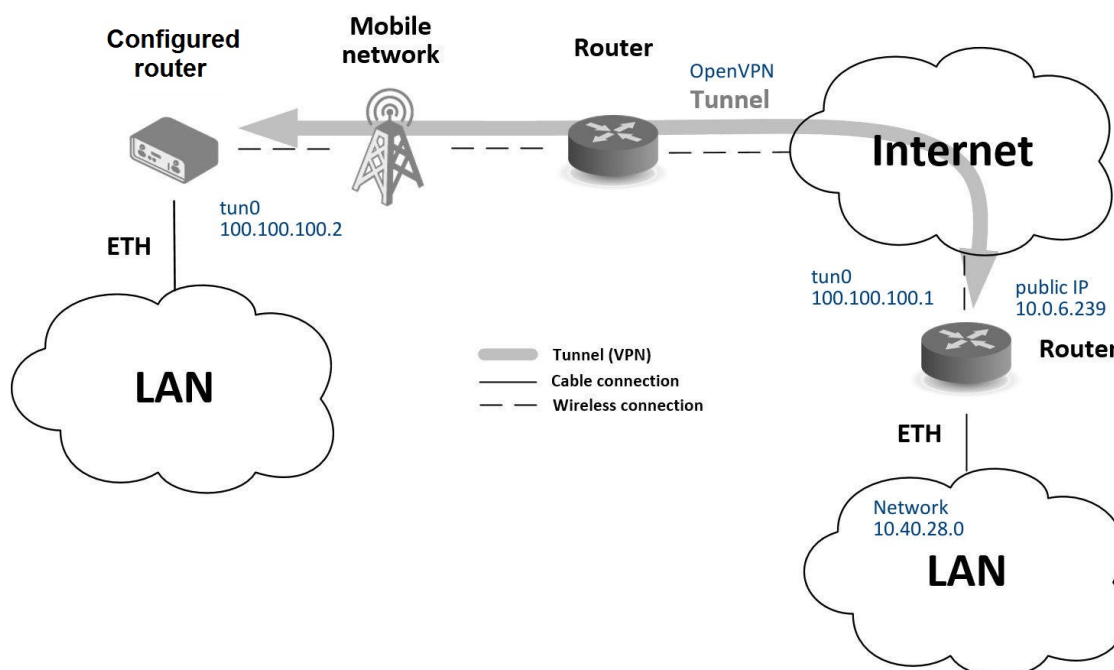 Configured
router
Mobile
network
Router
OpenVPN
Tunnel
Internet
tun0
100.100.100.2
ETH
LAN
tun0
100.100.100.1
public IP
10.0.6.239
Router
Tunnel (VPN)
Cable connection
Wireless connection
ETH
Network
10.40.28.0
LAN